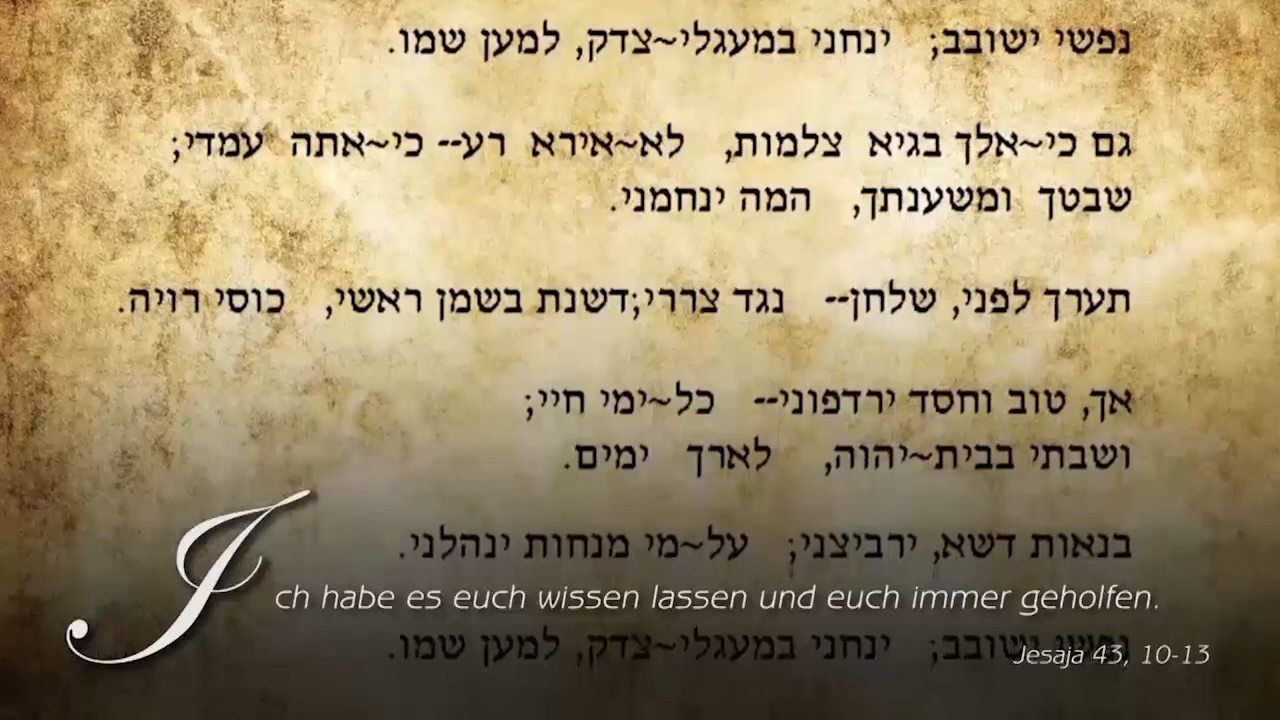 נפשי ישובב; ינחני במעגלי~צדק, למען שמו.
גם כי~אלך בגיא צלמות, לא~אירא רע-- כי~אתה עמדי;
שבטך ומשענתך, המה ינחמני.
תערך לפני, שלחן-- נגד צררי;דשנת בשמן ראשי, כוסי רויה.
אך, טוב וחסד ירדפוני-- כל~ימי חיי;
ושבתי בבית~יהוה, לארך ימים.
בנאות דשא, ירביצני; על~מי מנחות ינהלני.
Ich habe es euch wissen lassen und euch immer geholfen.
נפשי ישובב; ינחני במעגלי~צדק, למען שמו.
Jesaja 43, 10-13